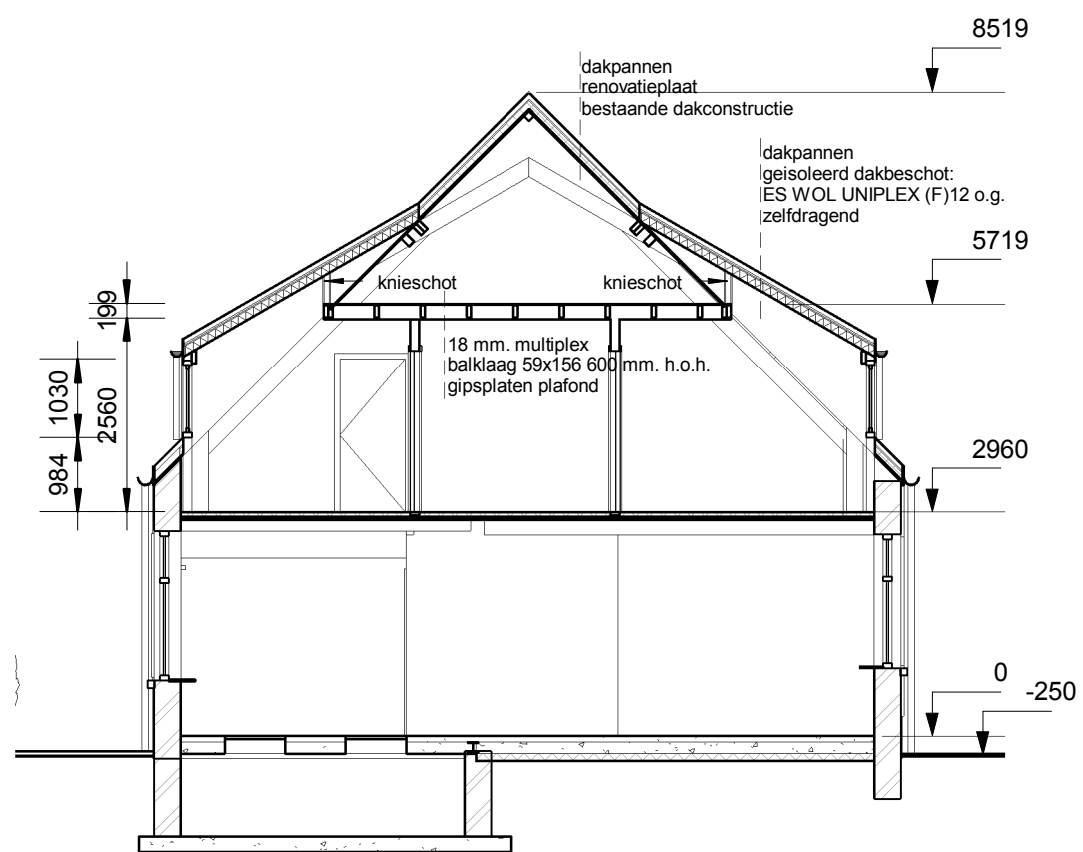 8519
dakpannen
renovatieplaat
bestaande dakconstructie
dakpannen
geisoleerd dakbeschot:
ES WOL UNIPLEX (F)12 o.g.
zelfdragend
5719
knieschot
knieschot
199
18 mm. multiplex
balklaag 59x156 600 mm. h.o.h.
gipsplaten plafond
1030
2560
984
2960
0
-250